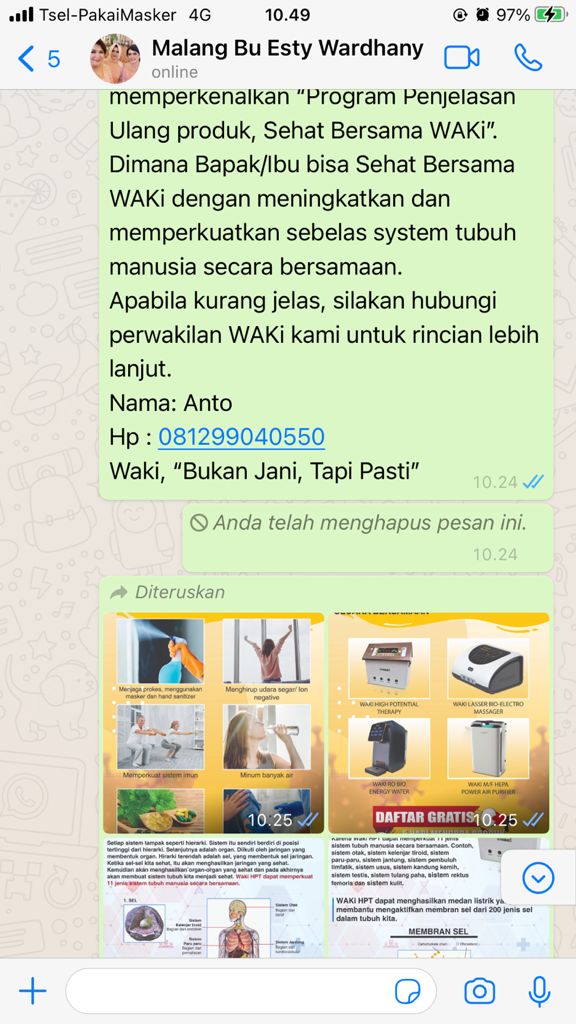 Tsel-PakaiMasker 4G
10.49
97%
5
Malang Bu Esty Wardhany
online
memperkenalkan “Program Penjelasan
Ulang produk, Sehat Bersama WAKi”.
Dimana Bapak/Ibu bisa Sehat Bersama
WAKi dengan meningkatkan dan
memperkuatkan sebelas system tubuh
manusia secara bersamaan.
Apabila kurang jelas, silakan hubungi
perwakilan WAKi kami untuk rincian lebih
lanjut.
Nama: Anto
Hp : 081299040550
Waki, “Bukan Jani, Tapi Pasti”
10.24
Anda telah menghapus pesan ini.
10.24
Diteruskan
Menjaga prokes, menggunakan
masker dan hand sanitizer
Menghirup udara segar/ Ion
negative
Memperkuat sistem imun
Minum banyak air
10.25
WAKI HIGH POTENTIAL
THERAPY
WAKI LASSER BIO-ELECTRO
MASSAGER
WAKI RO BIO
ENERGY WATER
WAKI M/F HEPA
POWER AIR PURIFIER
DAFTAR GRATIS
10.25
Setiap sistem tampak seperti hierarki. Sistem itu sendiri berdiri di posisi
tertinggi dari hierarki. Selanjutnya adalah organ. Diikuti oleh jaringan yang
membentuk organ. Hirarki terendah adalah sel, yang membentuk sel jaringan.
Ketika sel-sel kita sehat, itu akan menghasilkan jaringan yang sehat.
Kemudian akan menghasilkan organ-organ yang sehat dan pada akhirnya
akan membuat sistem tubuh kita menjadi sehat. Waki HPT dapat memperkuat
11 jenis sistem tubuh manusia secara bersamaan.
1. SEL
Sistem Otak
Sistem
Kelenjar Tiroid
Sistem
Paru paru
Sistem Jantung
Karena Waki HPT dapat memperkuat 11 jenis
sistem tubuh manusia secara bersamaan. Contoh,
sistem otak, sistem kelenjar tiroid, sistem
paru-paru, sistem jantung, sistem pembuluh
limfatik, sistem usus, sistem kandung kemih,
sistem testis, sistem tulang paha, sistem rektus
femoris dan sistem kulit.
WAKi HPT dapat menghasilkan medan listrik
membantu mengaktifkan membran sel dari 200 jenis sel
dalam tubuh kita.
MEMBRAN SEL